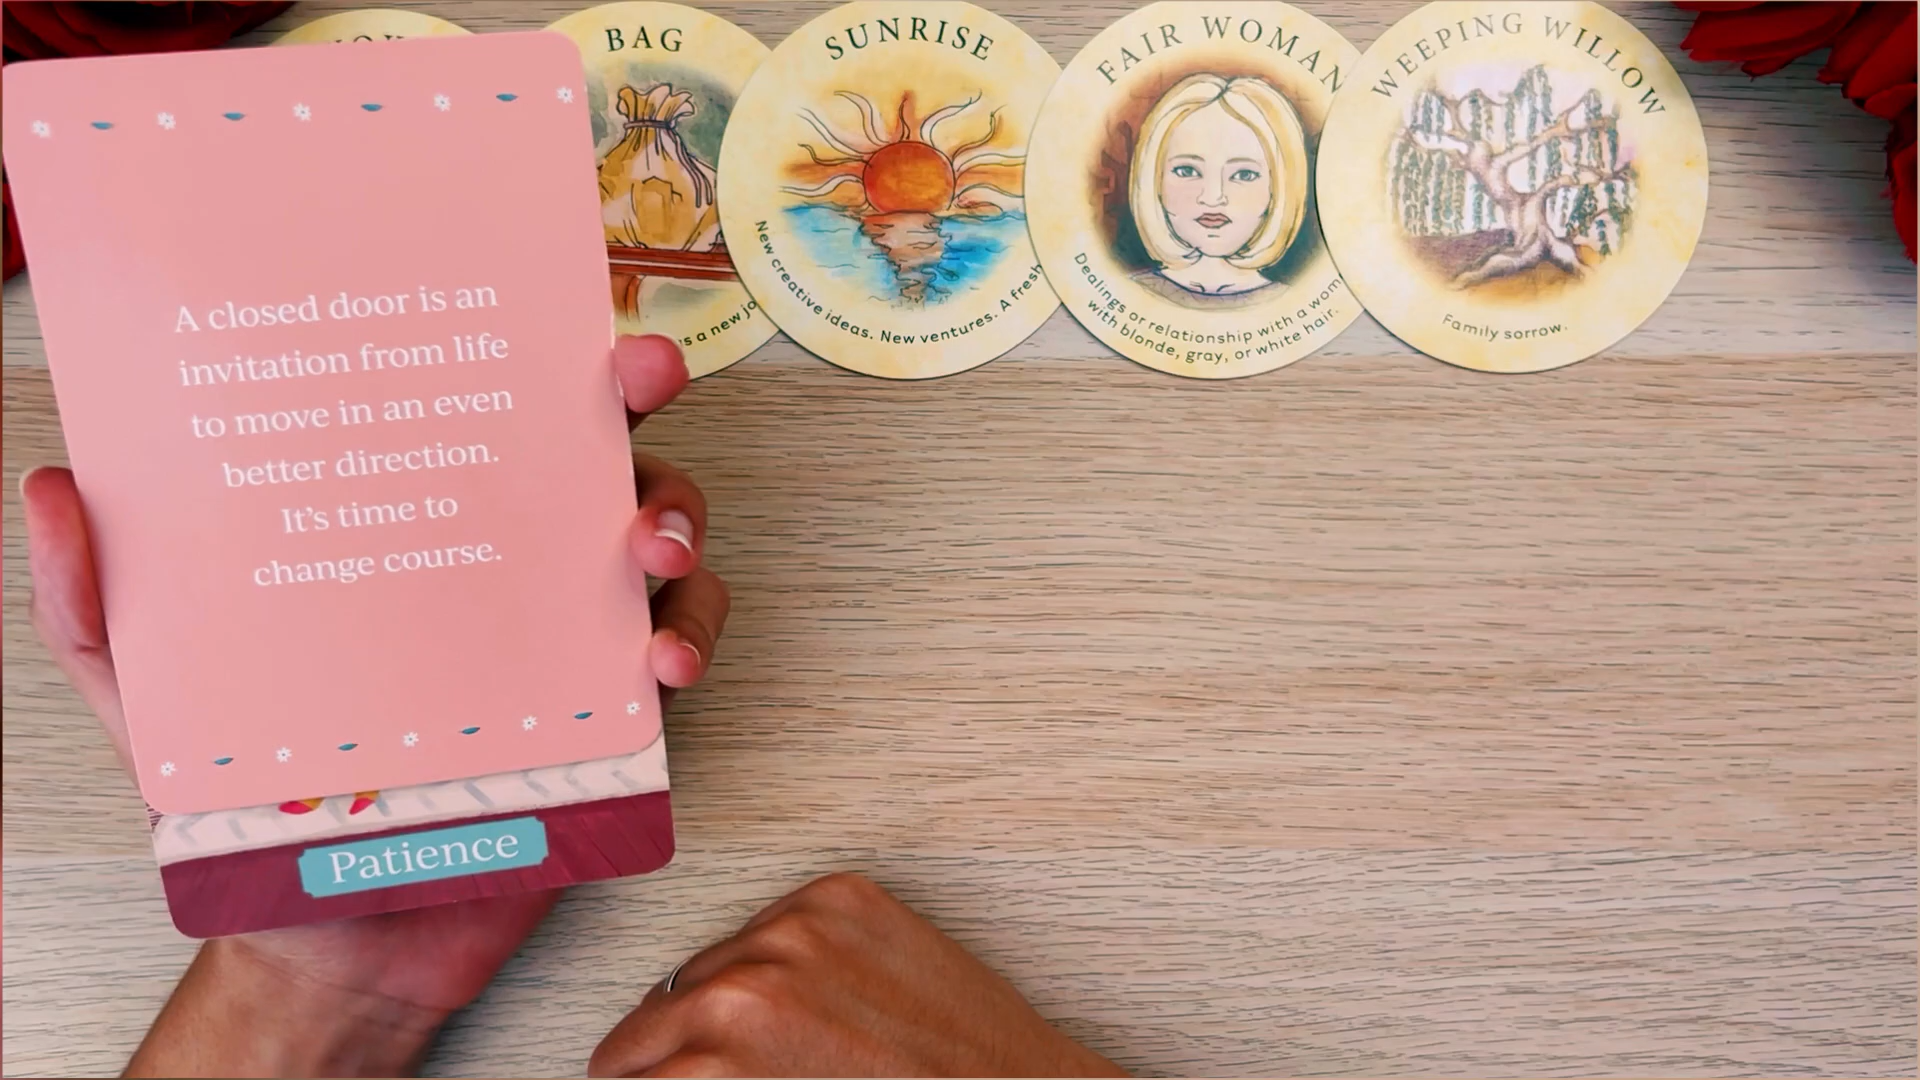 BAG
SUNRISE
FAIR WOMAN
WEEPING WILLOW
A closed door is an
invitation from life
to move in an even
better direction.
It's time to
change course.
a new
New creative ideas. New ventures. A fresh
Dealings or relationship with a
with blonde, gray, or white hair.
Family sorrow.
Patience